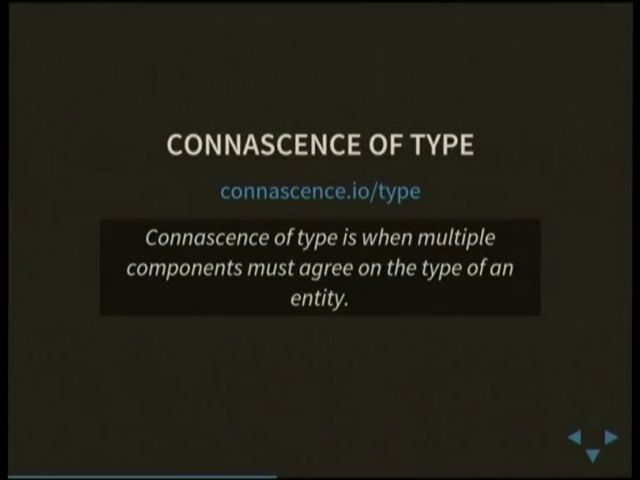 CONNASCENCE OF TYPE
connascence.io/type
Connascence of type is when multiple
components must agree on the type of an
entity.